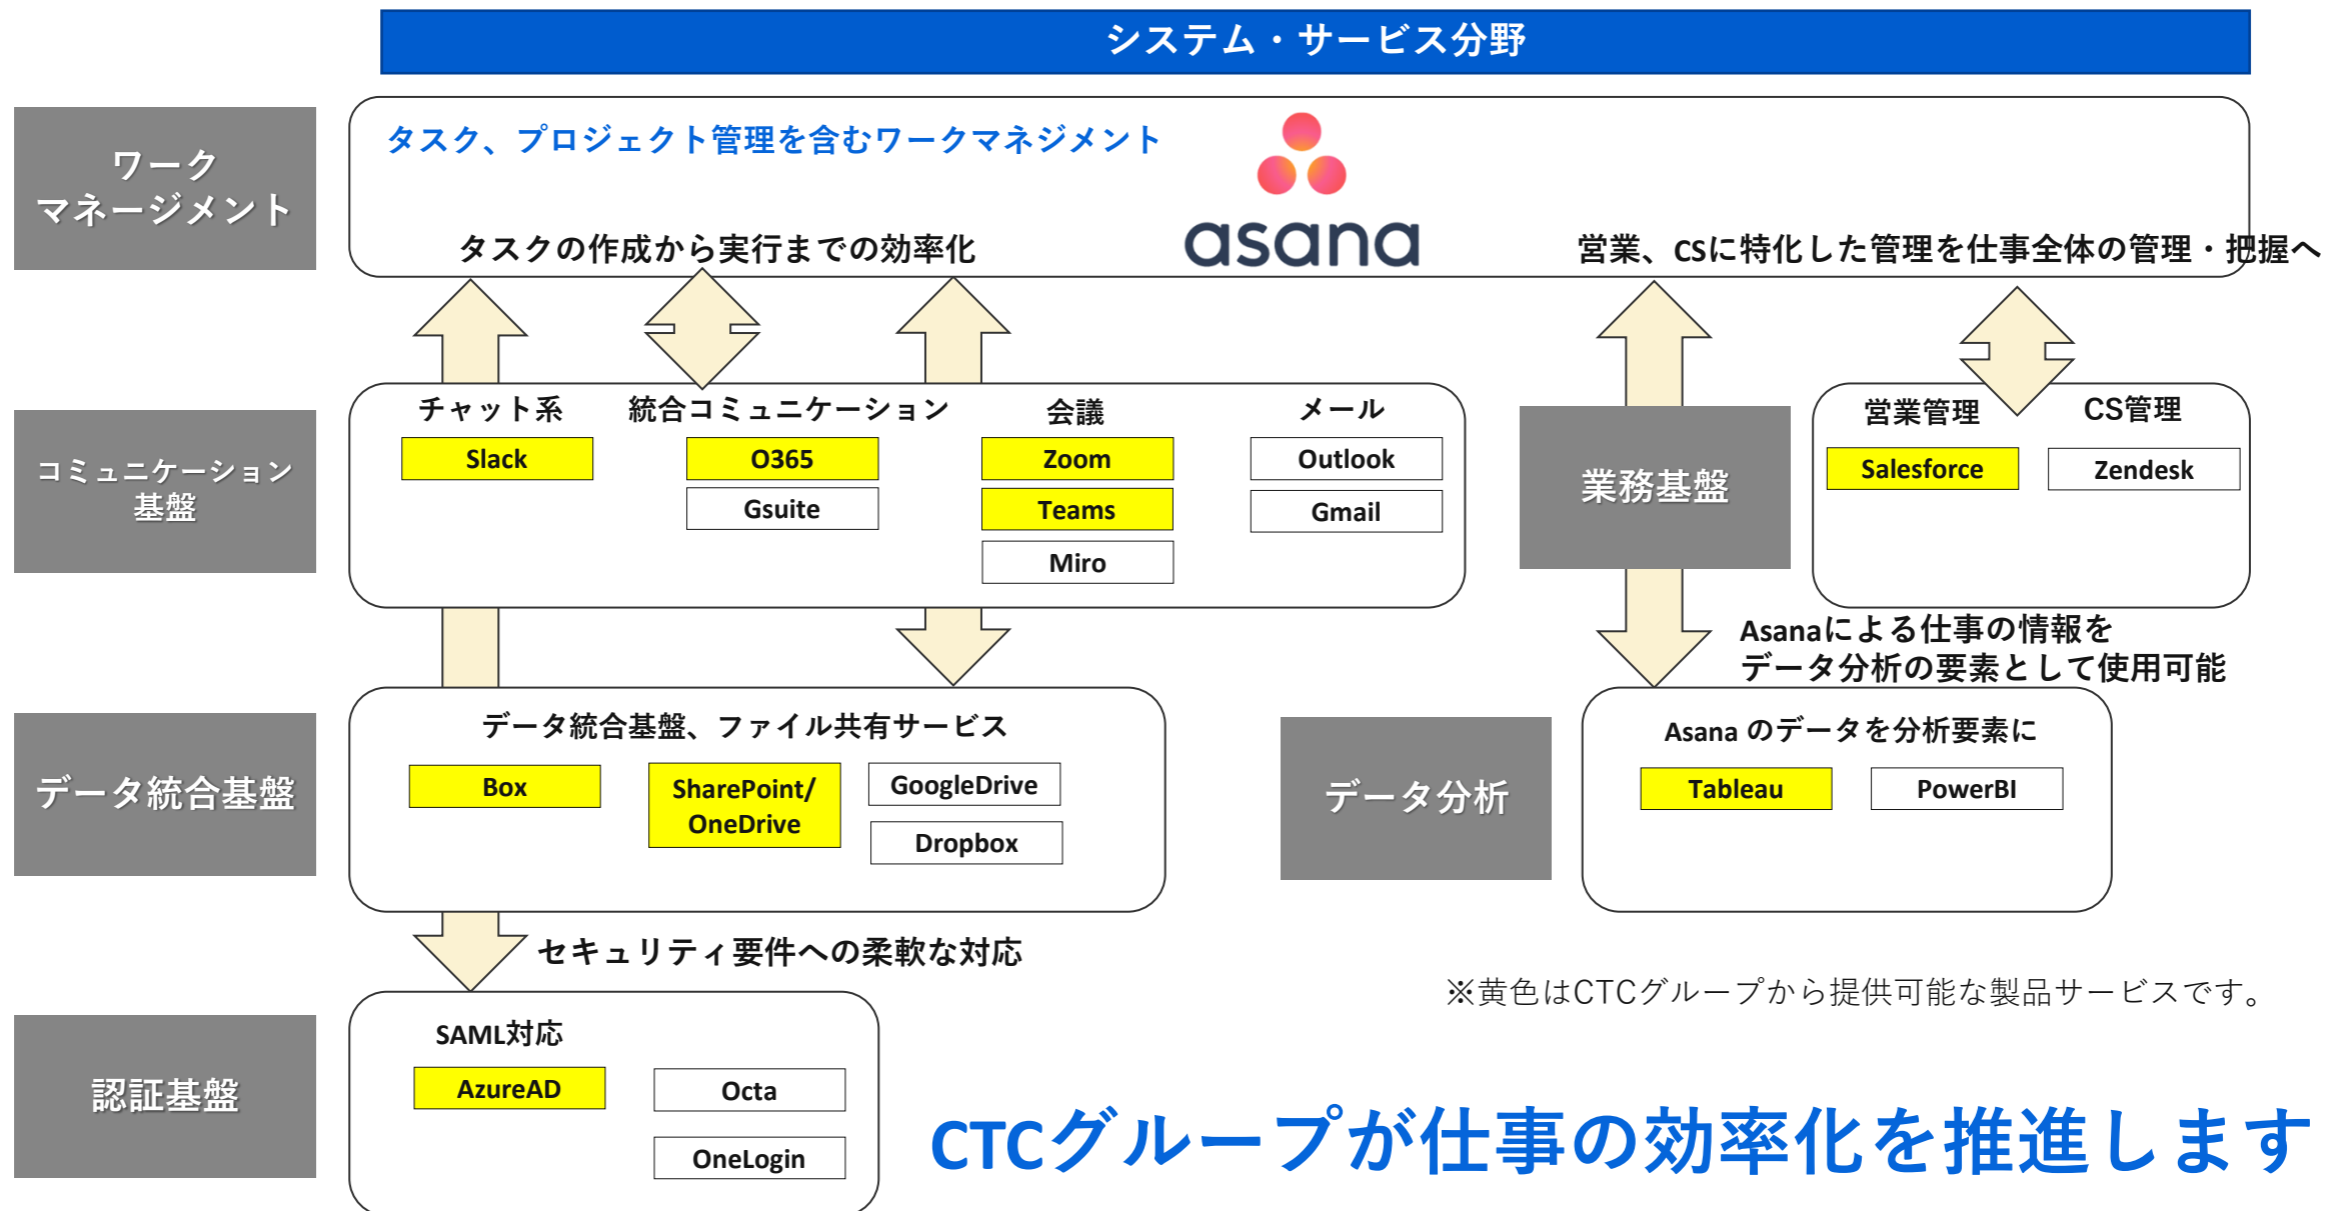 システム・サービス分野
ワーク
マネージメント
タスク、プロジェクト管理を含むワークマネジメント
asana
タスクの作成から実行までの効率化
営業、CSに特化した管理を仕事全体の管理・把握へ
コミュニケーション
基盤
チャット系
Slack
統合コミュニケーション
O365
Gsuite
会議
Zoom
Teams
Miro
メール
Outlook
Gmail
業務基盤
営業管理
Salesforce
CS管理
Zendesk
Asanaによる仕事の情報を
データ分析の要素として使用可能
データ統合基盤
データ統合基盤、ファイル共有サービス
Box
SharePoint/
OneDrive
GoogleDrive
Dropbox
データ分析
Asana のデータを分析要素に
Tableau
PowerBI
セキュリティ要件への柔軟な対応
※黄色はCTCグループから提供可能な製品サービスです。
認証基盤
SAML対応
AzureAD
Octa
OneLogin
CTCグループが仕事の効率化を推進します